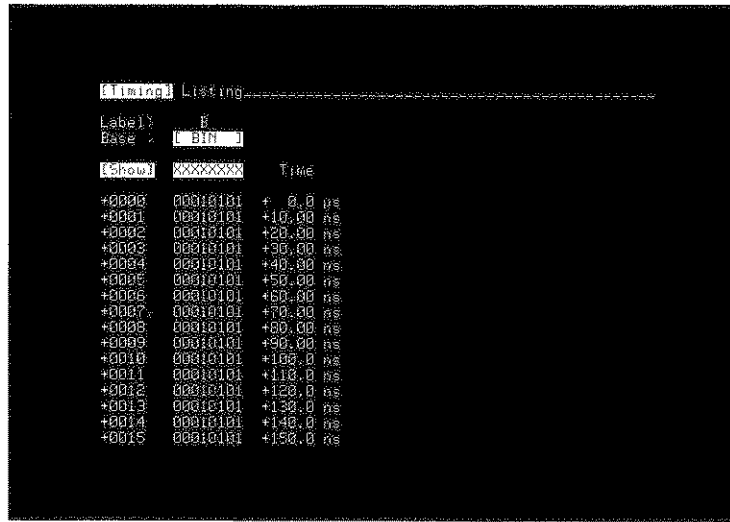 [Timing] Listing
Label> B
Base > [ BIN ]
[Show] XXXXXXXX Time
+0000 00010101 + 0.0 ps
+0001 00010101 +10.00 ns
+0002 00010101 +20.00 ns
+0003 00010101 +30.00 ns
+0004 00010101 +40.00 ns
+0005 00010101 +50.00 ns
+0006 00010101 +60.00 ns
+0007 00010101 +70.00 ns
+0008 00010101 +80.00 ns
+0009 00010101 +90.00 ns
+0010 00010101 +100.0 ns
+0011 00010101 +110.0 ns
+0012 00010101 +120.0 ns
+0013 00010101 +130.0 ns
+0014 00010101 +140.0 ns
+0015 00010101 +150.0 ns